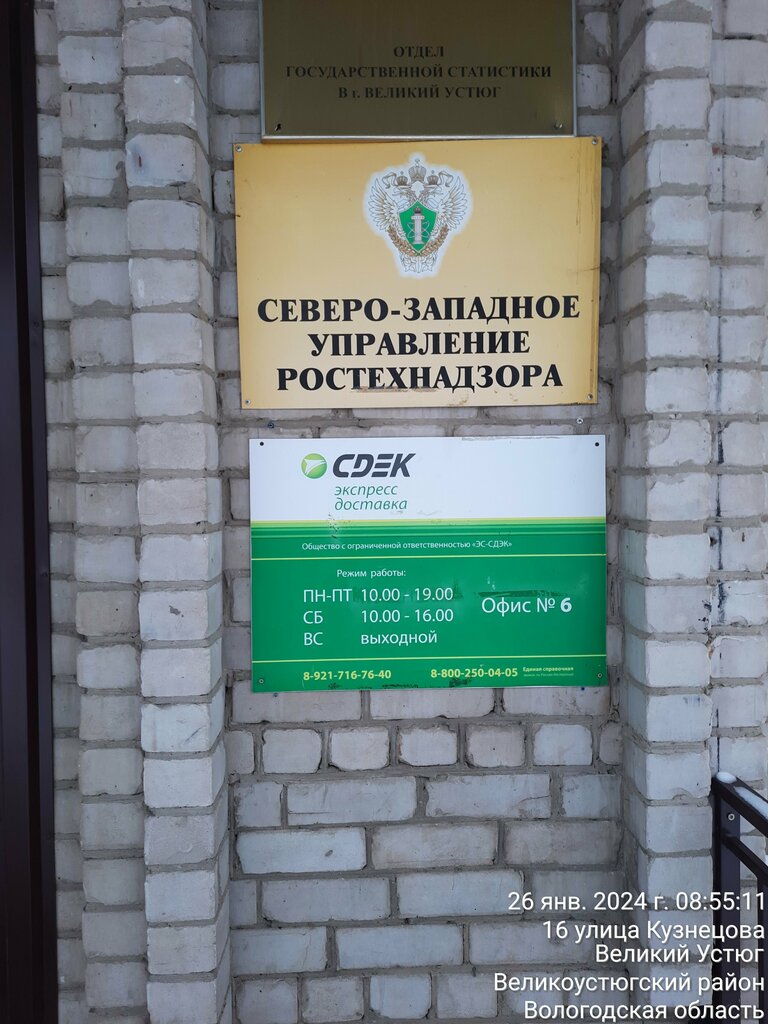 ОТДЕЛ
ГОСУДАРСТВЕННОЙ СТАТИСТИКИ
В г. ВЕЛИКИЙ УСТЮГ
СЕВЕРО-ЗАПАДНОЕ
УПРАВЛЕНИЕ
РОСТЕХНАДЗОРА
CDEK
экспресс
доставка
Общество с ограниченной ответственностью «ЭС-СДЭК»
Режим работы:
ПН-ПТ 10.00 - 19.00
СБ 10.00 - 16.00
ВС выходной
Офис № 6
8-921-716-76-40
8-800-250-04-05
Единая справочная
26 янв. 2024 г. 08:55:11
16 улица Кузнецова
Великий Устюг
Великоустюгский район
Вологодская область